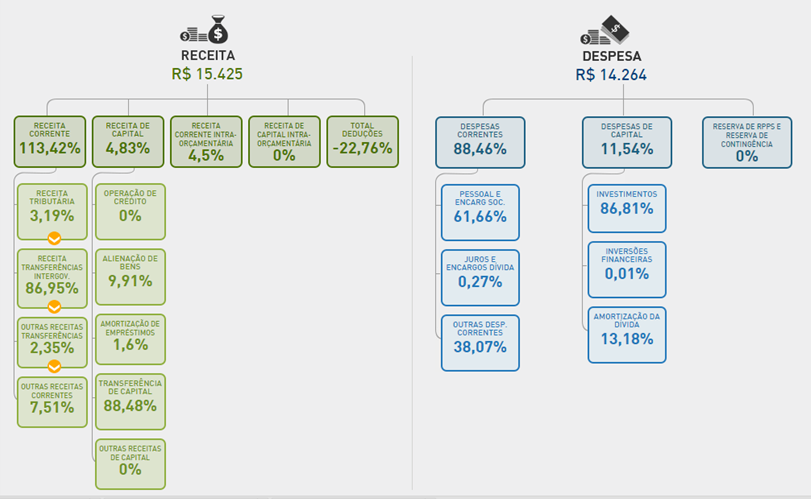 RECEITA
R$ 15.425
RECEITA
CORRENTE
113,42%
RECEITA DE
CAPITAL
4,83%
RECEITA
CORRENTE INTRA-
ORÇAMENTÁRIA
4,5%
RECEITA DE
CAPITAL INTRA-
ORÇAMENTÁRIA
0%
TOTAL
DEDUÇÕES
-22,76%
RECEITA
TRIBUTÁRIA
3,19%
RECEITA
TRANSFERÊNCIAS
INTERGOV.
86,95%
OUTRAS RECEITAS
TRANSFERÊNCIAS
2,35%
OUTRAS RECEITAS
CORRENTES
7,51%
OPERAÇÃO DE
CRÉDITO
0%
ALIENAÇÃO DE
BENS
9,91%
AMORTIZAÇÃO DE
EMPRÉSTIMOS
1,6%
TRANSFERÊNCIA
DE CAPITAL
88,48%
OUTRAS RECEITAS
DE CAPITAL
0%
DESPESA
R$ 14.264
DESPESAS
CORRENTES
88,46%
DESPESAS
DE CAPITAL
11,54%
RESERVA DE RPPS E
RESERVA DE
CONTINGÊNCIA
0%
PESSOAL E
ENCARG SOC.
61,66%
JUROS E
ENCARGOS DÍVIDA
0,27%
OUTRAS DESP.
CORRENTES
38,07%
INVESTIMENTOS
86,81%
INVERSÕES
FINANCEIRAS
0,01%
AMORTIZAÇÃO DA
DÍVIDA
13,18%